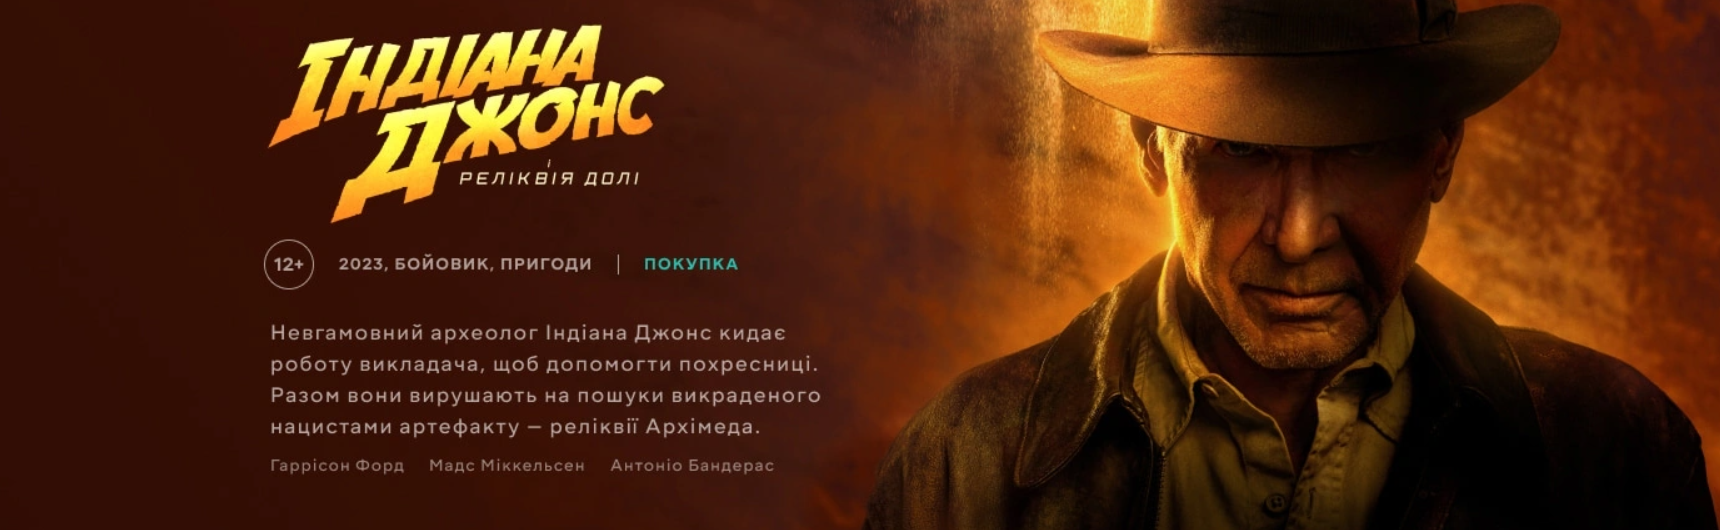 ІНДІАНА
ДЖОНС
РЕЛІКВІЯ ДОЛІ
12+ 2023, БОЙОВИК, ПРИГОДИ | ПОКУПКА
Невгамовний археолог Індіана Джонс кидає
роботу викладача, щоб допомогти похресниці.
Разом вони вирушають на пошуки викраденого
нацистами артефакту — реліквії Архімеда.
Гаррісон Форд Мадс Міккельсен Антоніо Бандерас